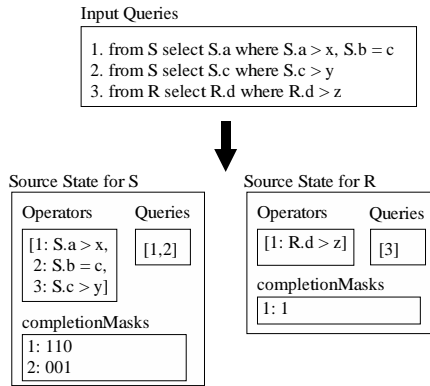 Input Queries
1. from S select S.a where S.a > x, S.b = c
2. from S select S.c where S.c > y
3. from R select R.d where R.d > z
Source State for S
Operators
Queries
[1: S.a > x,
2: S.b = c,
3: S.c > y]
[1,2]
completionMasks
1: 110
2: 001
Source State for R
Operators
Queries
[1: R.d > z]
[3]
completionMasks
1: 1